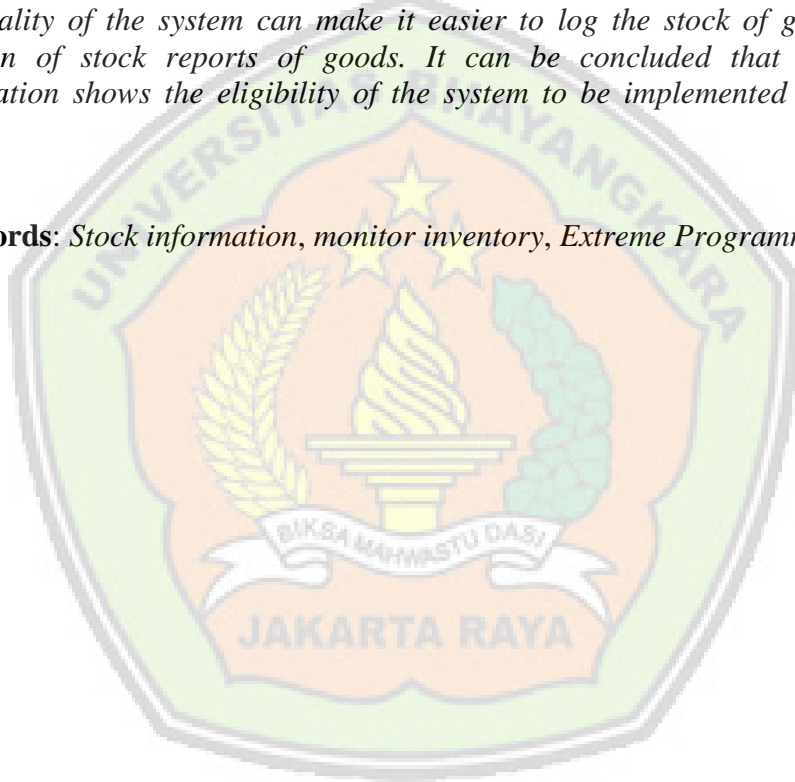 ality of the system can make it easier to log the stock of g
n of stock reports of goods. It can be concluded that
ation shows the eligibility of the system to be implemented
ords: Stock information, monitor inventory, Extreme Programm
UNIVERSITAS BHAYANGKARA
BIKSA MAHWASTU DASI
JAKARTA RAYA